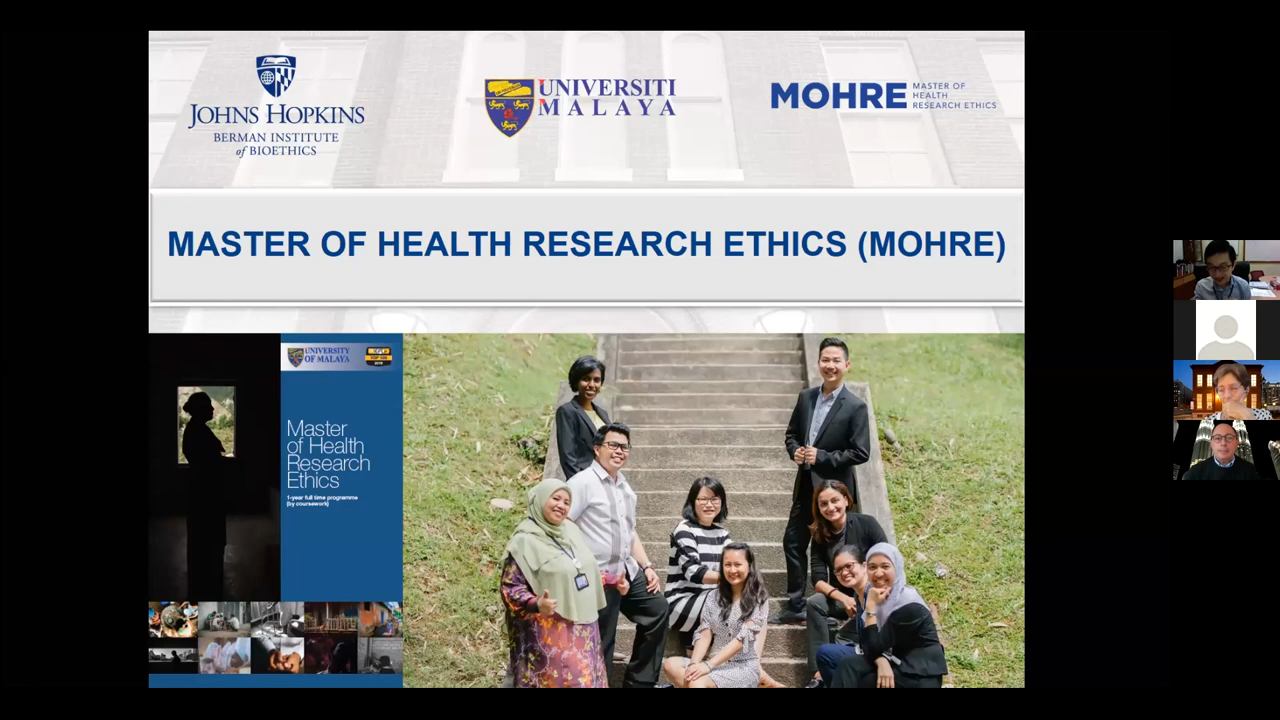 JOHNS HOPKINS
BERMAN INSTITUTE
of BIOETHICS
UNIVERSITI
MALAYA
MOHRE
MASTER OF
HEALTH
RESEARCH ETHICS
MASTER OF HEALTH RESEARCH ETHICS (MOHRE)
UNIVERSITY
OF MALAYA
Master
of Health
Research
Ethics
1-year full time programme
(by coursework)